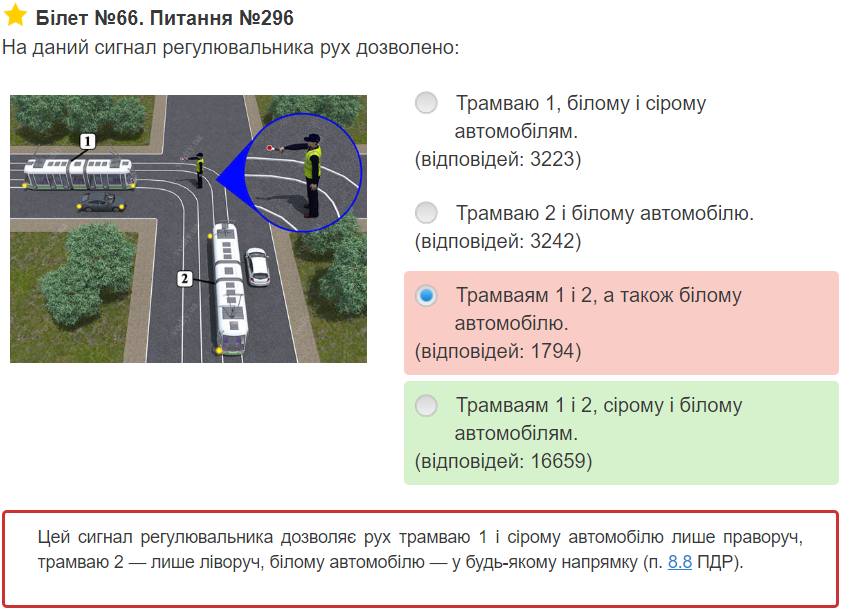 Білет №66. Питання №296
На даний сигнал регулювальника рух дозволено:
1
2
Трамваю 1, білому і сірому
автомобілям.
(відповідей: 3223)
Трамваю 2 і білому автомобілю.
(відповідей: 3242)
Трамваям 1 і 2, а також білому
автомобілю.
(відповідей: 1794)
Трамваям 1 і 2, сірому і білому
автомобілям.
(відповідей: 16659)
Цей сигнал регулювальника дозволяє рух трамваю 1 і сірому автомобілю лише праворуч,
трамваю 2 — лише ліворуч, білому автомобілю — у будь-якому напрямку (п. 8.8 ПДР).